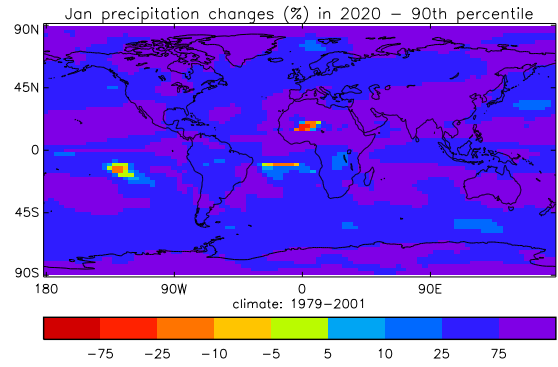 Jan precipitation changes (%) in 2020 − 90th percentile
90N
45N
0
45S
90S
180 90W 0 90E
climate: 1979−2001
−75 −25 −10 −5 5 10 25 75